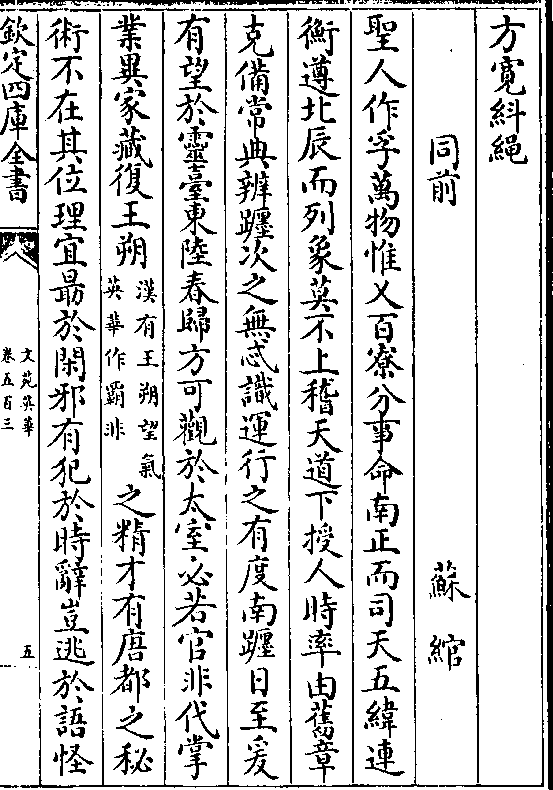 方寛糾繩
同前 蘇綰
聖人作孚萬物惟乂百寮分事命南正而司天五緯連
衡遵北辰而列象莫不上稽天道下授人時率由舊章
克備常典辨躔次之無忒識運行之有度南躔日至爰
有望於靈臺東陸春歸方可觀於太室必若官非代掌
業異家藏復王朔漢有王朔望氣英華作覇非之精才有唐都之秘
術不在其位理宜最於閑邪有犯於時辭豈逃於語怪
欽定四庫全書
文苑英華
卷五百三
五